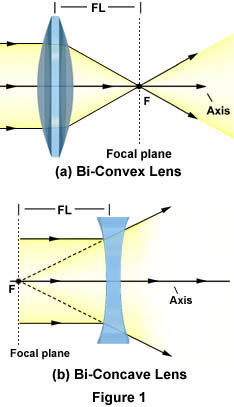 FL
F
Axis
Focal plane
(a) Bi-Convex Lens
FL
F
Axis
Focal plane
(b) Bi-Concave Lens
Figure 1